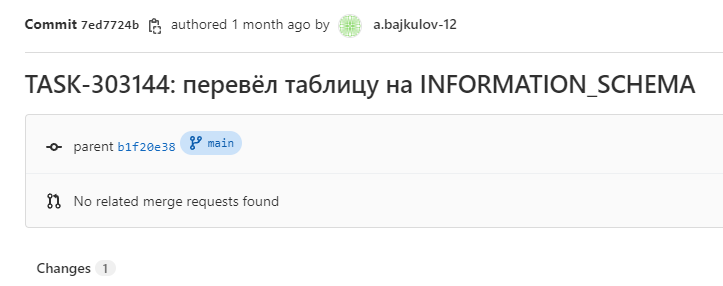 Commit 7ed7724b authored 1 month ago by a.bajkulov-12
TASK-303144: перевёл таблицу на INFORMATION_SCHEMA
parent b1f20e38 main
No related merge requests found
Changes 1